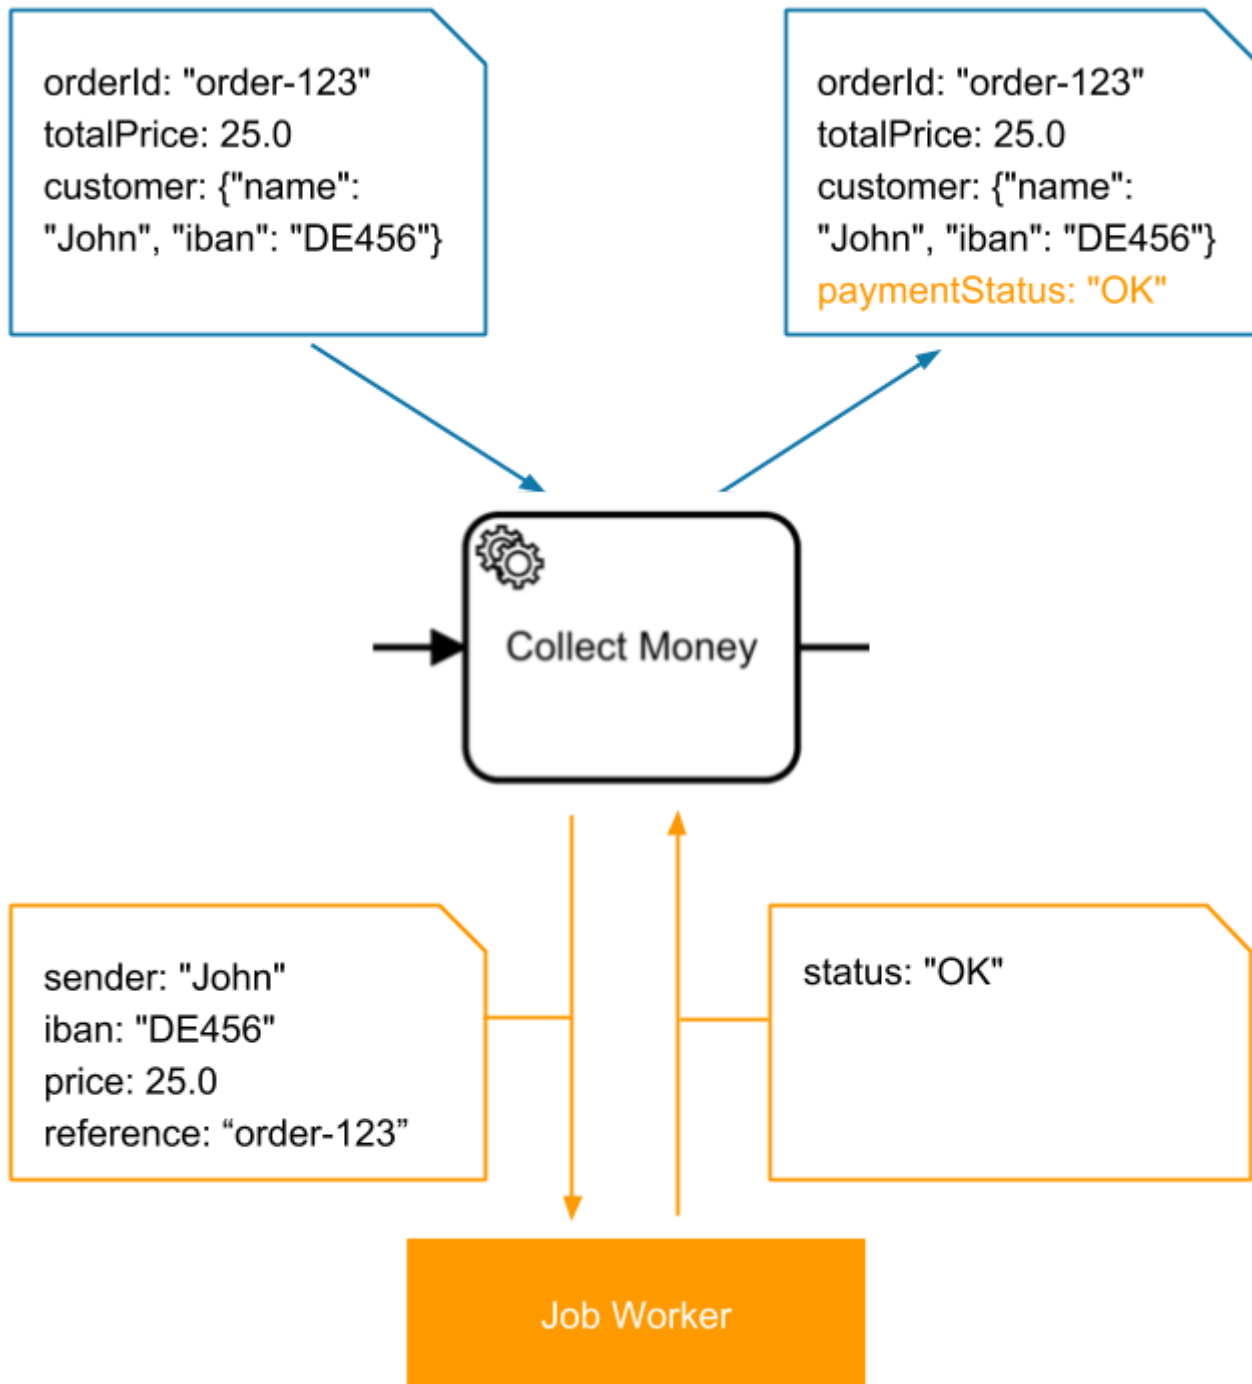 orderId: "order-123"
totalPrice: 25.0
customer: {"name":
"John", "iban": "DE456"}
orderId: "order-123"
totalPrice: 25.0
customer: {"name":
"John", "iban": "DE456"}
paymentStatus: "OK"
Collect Money
sender: "John"
iban: "DE456"
price: 25.0
reference: “order-123”
status: "OK"
Job Worker